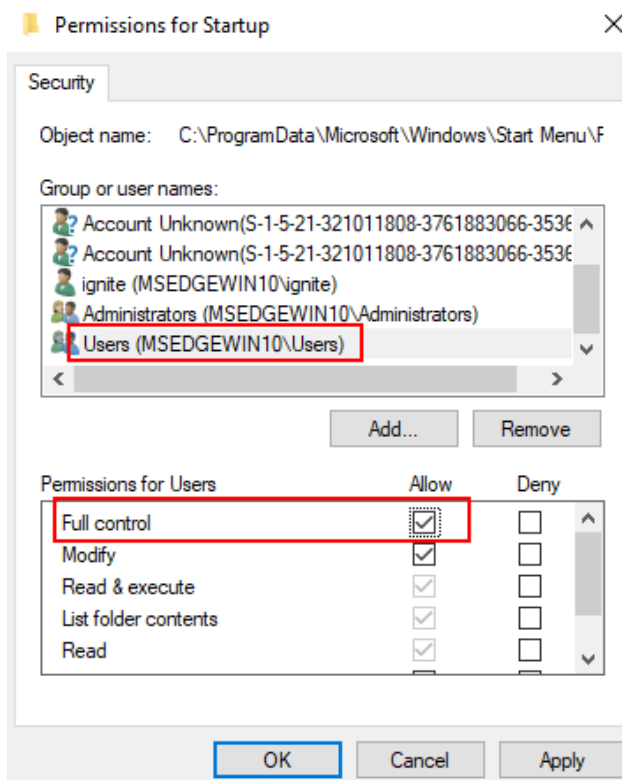 Permissions for Startup
Security
Object name: C:\ProgramData\Microsoft\Windows\Start Menu\P
Group or user names:
Account Unknown(S-1-5-21-321011808-3761883066-3536
Account Unknown(S-1-5-21-321011808-3761883066-3536
ignite (MSEDGEWIN10\ignite)
Administrators (MSEDGEWIN10\Administrators)
Users (MSEDGEWIN10\Users)
Add... Remove
Permissions for Users Allow Deny
Full control
Modify
Read & execute
List folder contents
Read
OK Cancel Apply